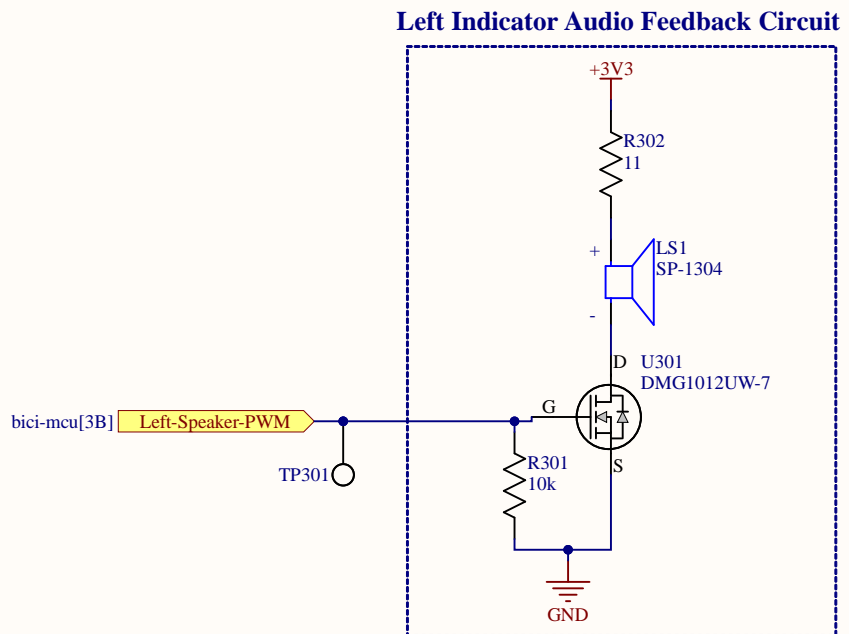 Left Indicator Audio Feedback Circuit
+3V3
R302
11
+
LS1
SP-1304
-
D
U301
DMG1012UW-7
G
bici-mcu[3B]
Left-Speaker-PWM
S
R301
10k
TP301
GND